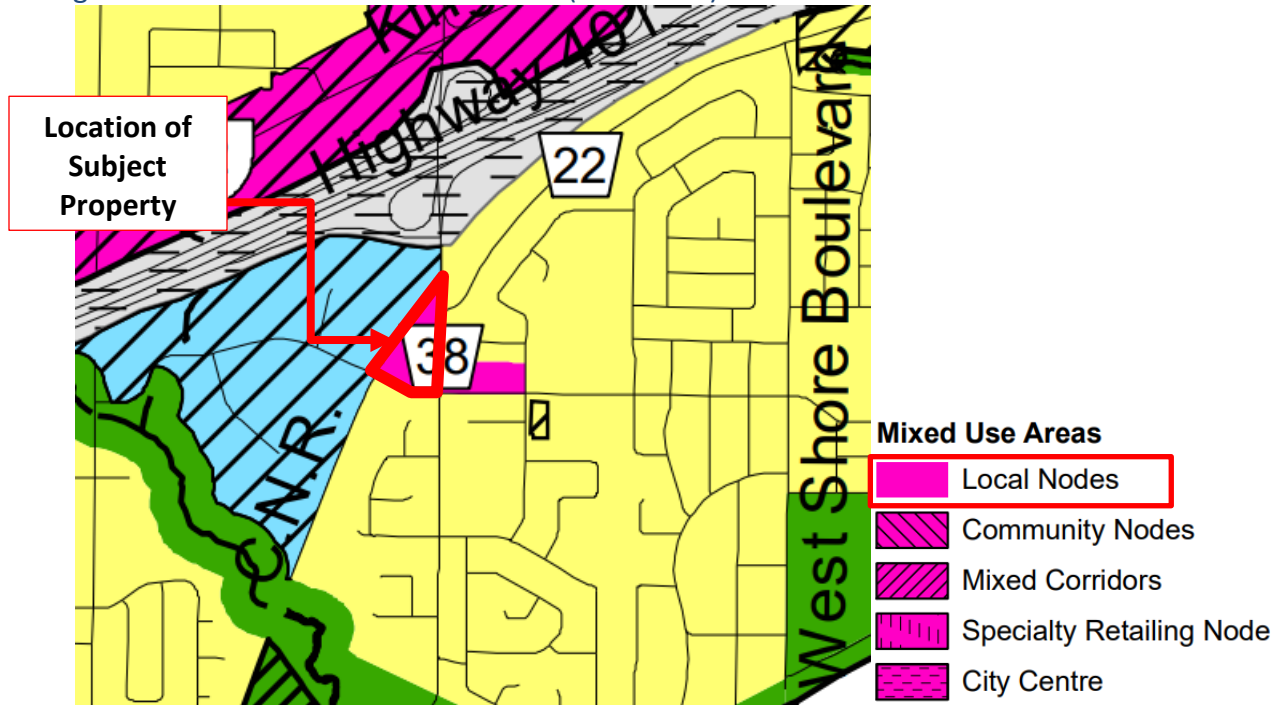 Highway 401
Location of
Subject
Property
22
38
N.R.
West Shore Boulevard
Mixed Use Areas
Local Nodes
Community Nodes
Mixed Corridors
Specialty Retailing Node
City Centre